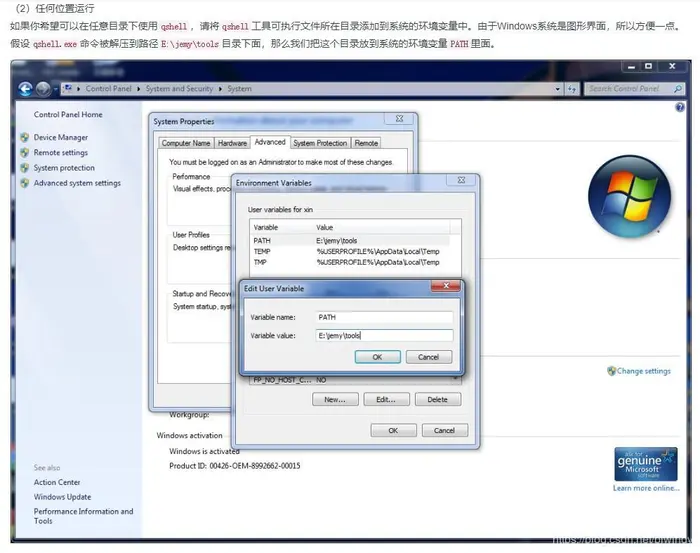 （2）任何位置运行
如果你希望可以在任意目录下使用 qshell ，请将 qshell 工具可执行文件所在目录添加到系统的环境变量中。由于Windows系统是图形界面，所以方便一点。
假设 qshell.exe 命令被解压到路径 E:\jemy\tools 目录下面，那么我们把这个目录放到系统的环境变量 PATH 里面。
Control Panel ▸ System and Security ▸ System
Search Control Panel
Control Panel Home
Device Manager
Remote settings
System protection
Advanced system settings
System Properties
Computer Name Hardware Advanced System Protection Remote
You must be logged on as an Administrator to make most of these changes.
Performance
Visual effects, proc
User Profiles
Desktop settings re
Startup and Recov
System startup, sys
Environment Variables
User variables for xin
Variable Value
PATH E:\jemy\tools
TEMP %USERPROFILE%\AppData\Local\Temp
TMP %USERPROFILE%\AppData\Local\Temp
Edit User Variable
Variable name: PATH
Variable value: E:\jemy\tools
OK Cancel
FP_NO_HOST_C... NO
New... Edit... Delete
OK Cancel
Change settings
Workgroup:
Windows activation
Windows is activated
Product ID: 00426-OEM-8992662-00015
ask for
genuine
Microsoft
software
Learn more online...
See also
Action Center
Windows Update
Performance Information and
Tools